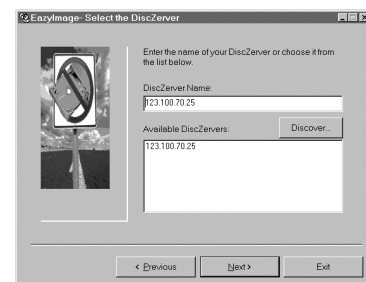 EazyImage- Select the DiscZerver
Enter the name of your DiscZerver or choose it from
the list below.
DiscZerver Name:
123.100.70.25
Available DiscZervers:
Discover...
123.100.70.25
< Previous
Next >
Exit